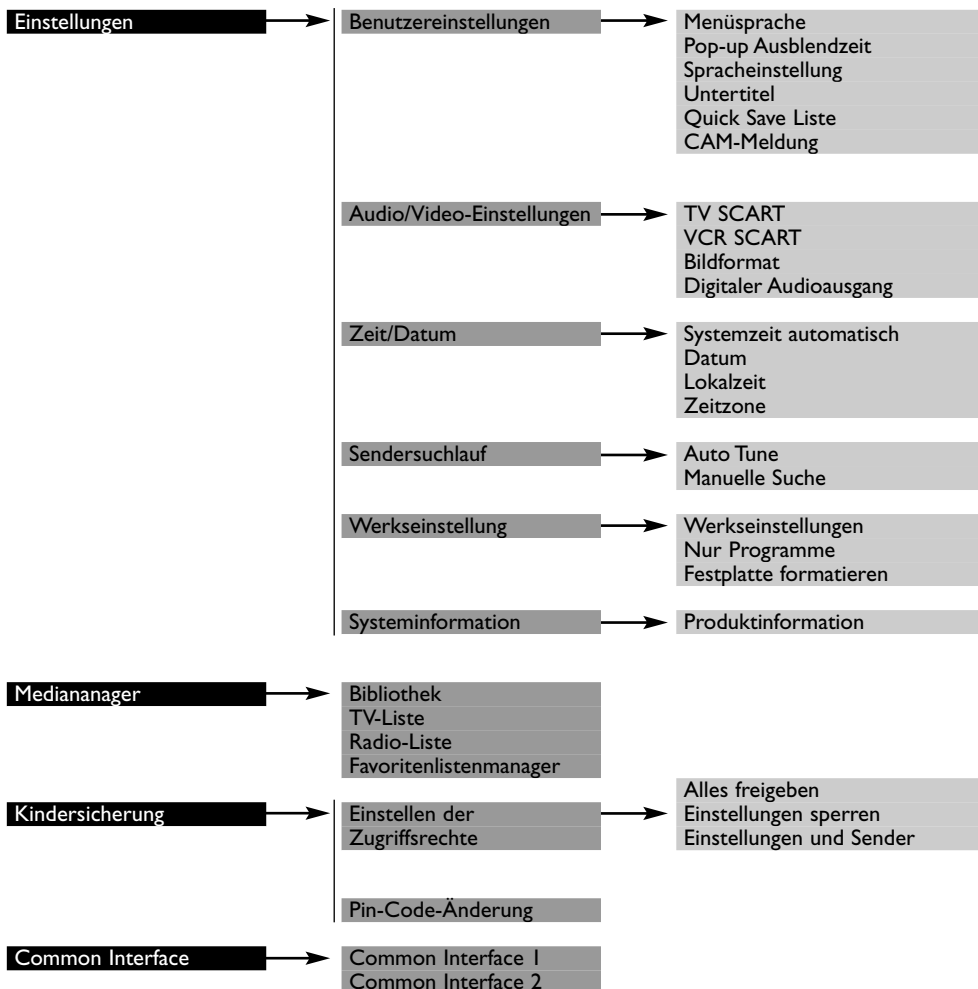 Einstellungen
Benutzereinstellungen
Menüsprache
Pop-up Ausblendzeit
Spracheinstellung
Untertitel
Quick Save Liste
CAM-Meldung
Audio/Video-Einstellungen
TV SCART
VCR SCART
Bildformat
Digitaler Audioausgang
Zeit/Datum
Systemzeit automatisch
Datum
Lokalzeit
Zeitzone
Sendersuchlauf
Auto Tune
Manuelle Suche
Werkseinstellung
Werkseinstellungen
Nur Programme
Festplatte formatieren
Systeminformation
Produktinformation
Mediananager
Bibliothek
TV-Liste
Radio-Liste
Favoritenlistenmanager
Kindersicherung
Einstellen der
Zugriffsrechte
Alles freigeben
Einstellungen sperren
Einstellungen und Sender
Pin-Code-Änderung
Common Interface
Common Interface 1
Common Interface 2